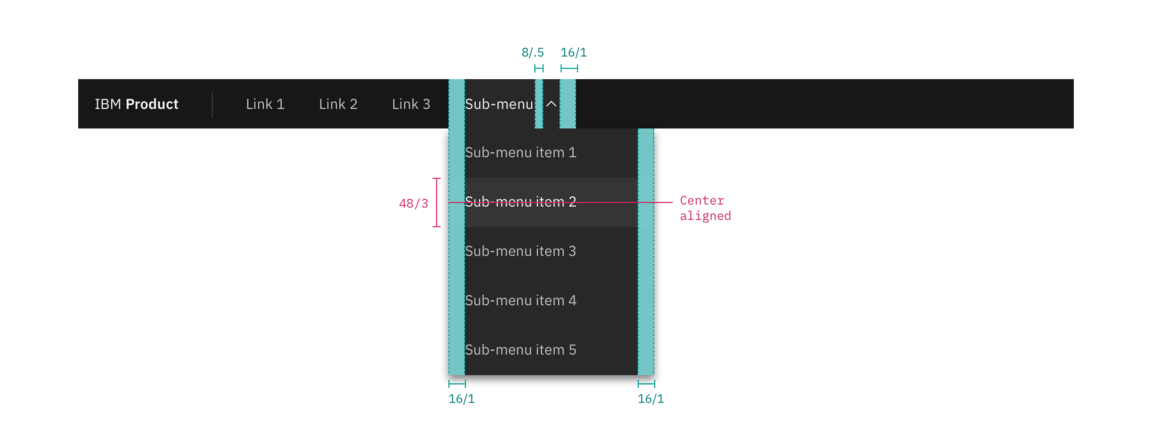 8/.5 16/1
IBM Product Link 1 Link 2 Link 3 Sub-menu
Sub-menu item 1
48/3 Sub-menu item 2 Center
aligned
Sub-menu item 3
Sub-menu item 4
Sub-menu item 5
16/1 16/1